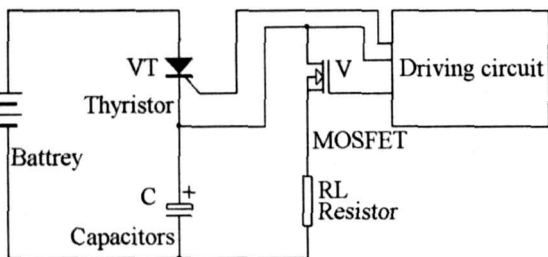 VT
V
Driving circuit
Thyristor
MOSFET
Battrey
C
+
RL
Resistor
Capacitors